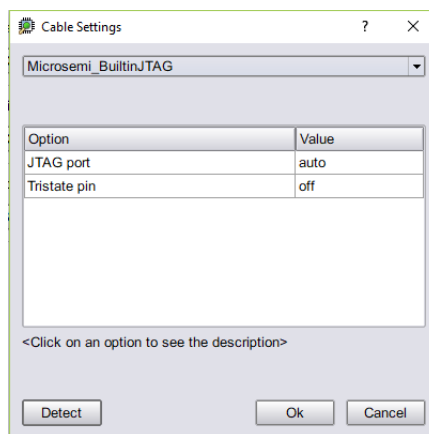 Cable Settings ? ×
Microsemi_BuiltinJTAG
Option Value
JTAG port auto
Tristate pin off
<Click on an option to see the description>
Detect Ok Cancel